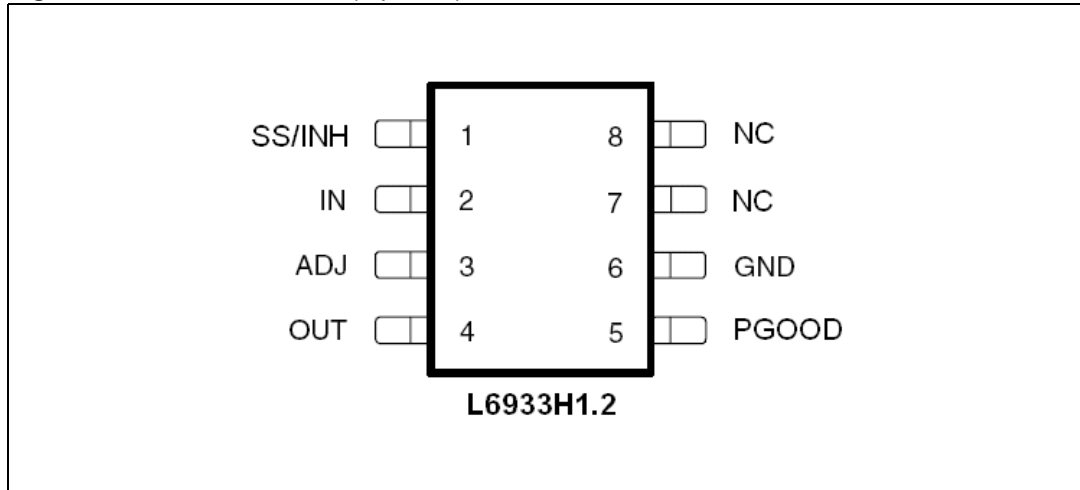 SS/INH 1 8 NC
IN 2 7 NC
ADJ 3 6 GND
OUT 4 5 PGOOD
L6933H1.2